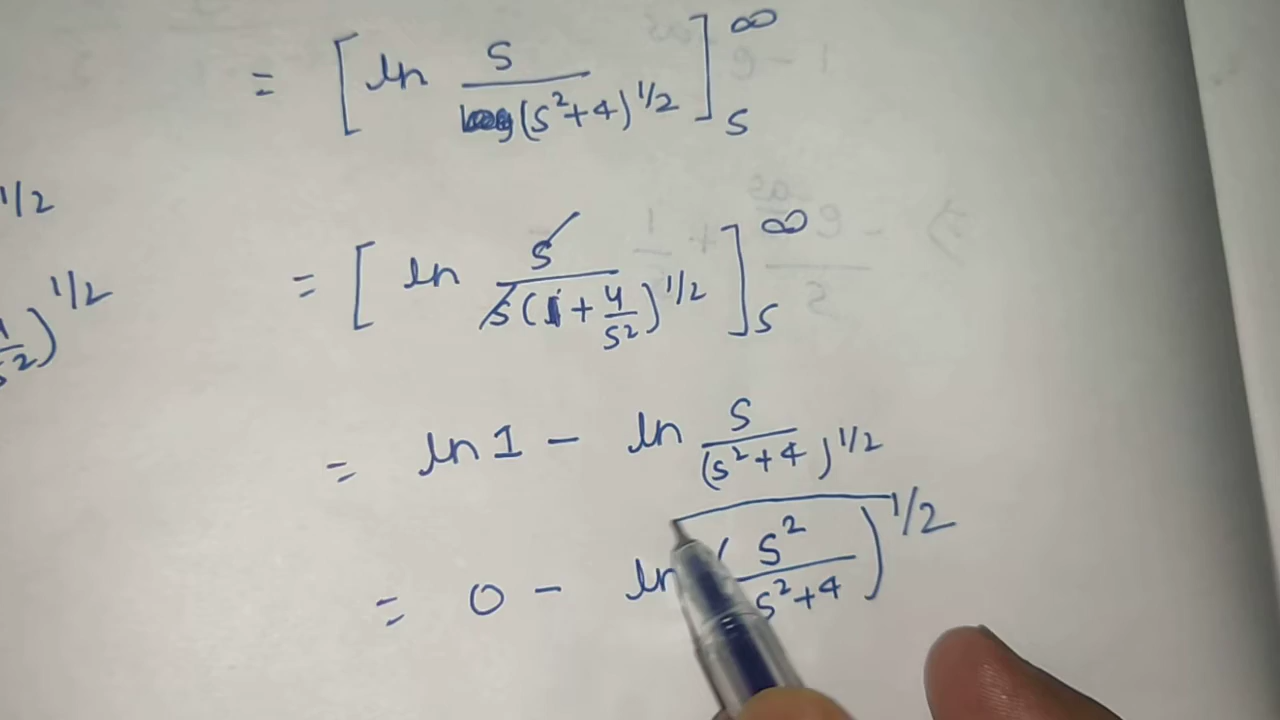 = [ ln s / (s²+4)^1/2 ]_s^∞
1/2
= [ ln s / s(1+4/s²)^1/2 ]_s^∞
)^1/2
= ln 1 - ln s / (s²+4)^1/2
= 0 - ln ( s² / s²+4 )^1/2